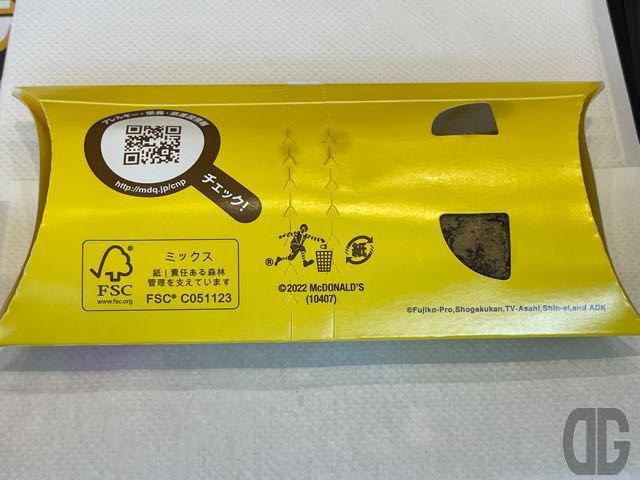 アレルギー・栄養・原産国情報
http://mdq.jp/cnp
チェック!
FSC
www.fsc.org
ミックス
紙|責任ある森林
管理を支えています
FSC® C051123
®
紙
©2022 McDONALD'S
(10407)
©Fujiko-Pro,Shogakukan,TV-Asahi,Shin-ei,and ADK
DG